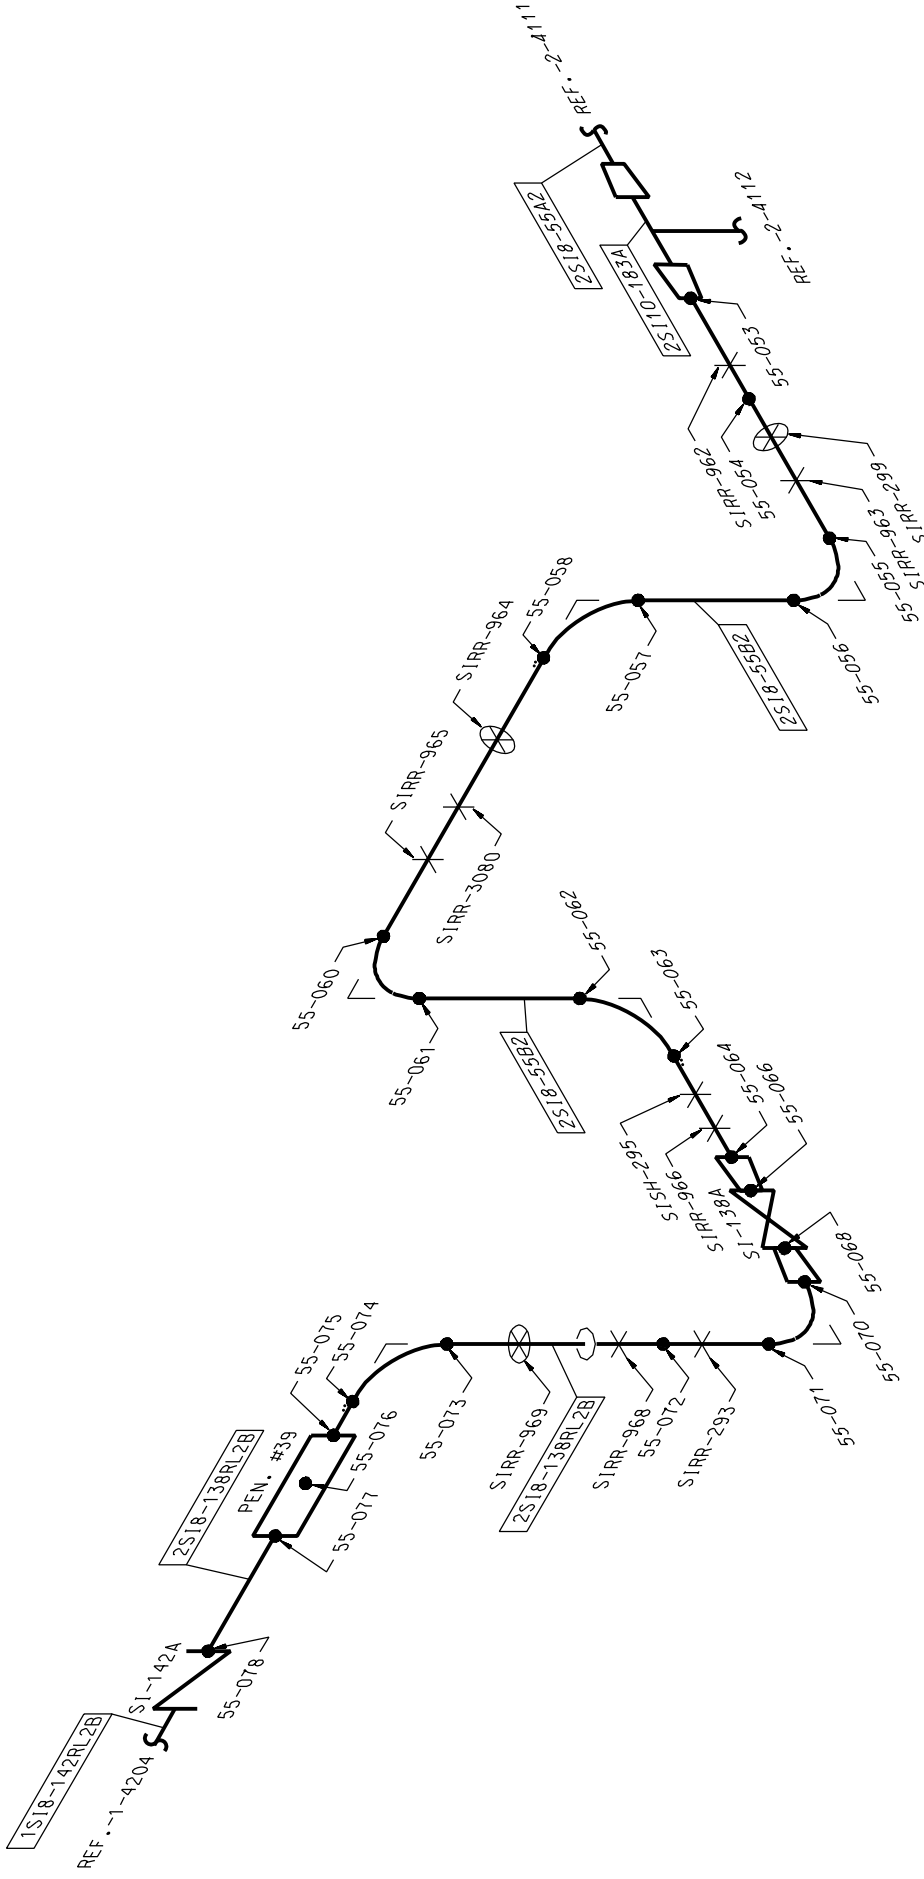 REF.-2-4111
2SI8-55A2
REF.-2-4112
2SI10-183A
55-053
SIRR-962
55-054
SIRR-299
SIRR-963
55-055
55-056
2SI8-55B2
55-057
55-058
SIRR-964
SIRR-965
SIRR-3080
55-060
55-061
2SI8-55B2
55-062
55-063
SISH-295
SIRR-966
SI-138A
55-064
55-066
55-068
55-070
55-071
SIRR-293
55-072
SIRR-968
2SI8-138RL2B
SIRR-969
55-073
55-074
55-075
55-076
PEN. #39
55-077
2SI8-138RL2B
SI-142A
55-078
1SI8-142RL2B
REF.-1-4204